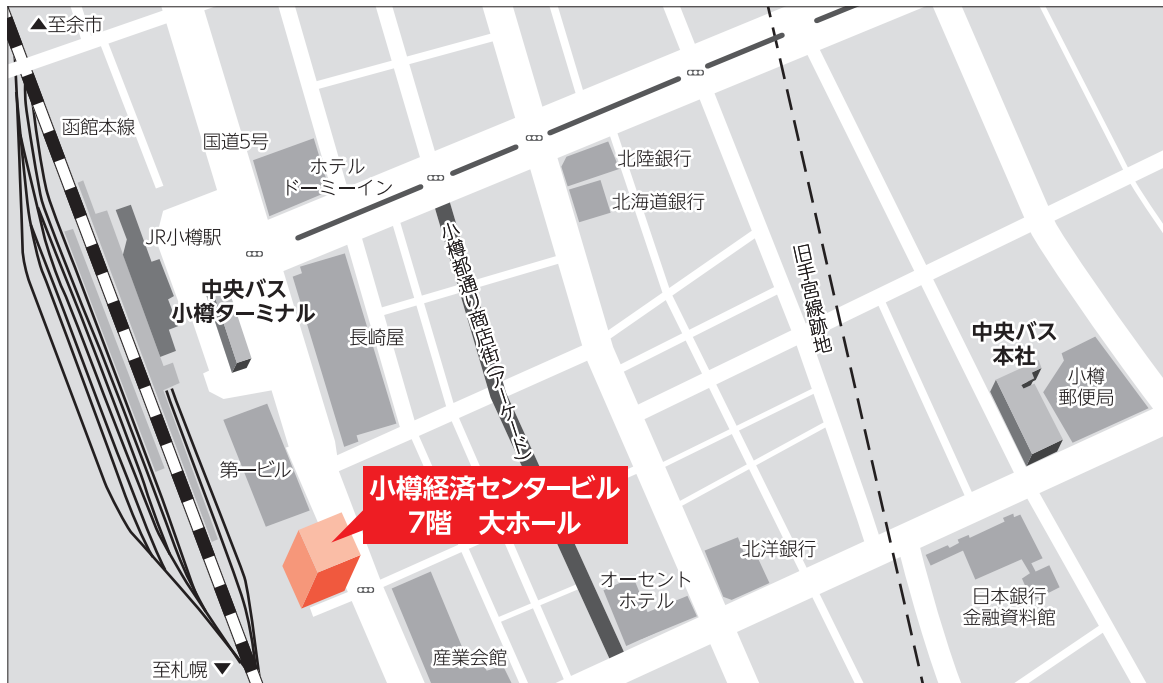 ▲至余市
函館本線
国道5号
ホテル
ドーミーイン
北陸銀行
北海道銀行
JR小樽駅
中央バス
小樽ターミナル
小樽都通り商店街(アーケード)
旧手宮線跡地
長崎屋
中央バス
本社
小樽
郵便局
第一ビル
小樽経済センタービル
7階　大ホール
北洋銀行
オーセント
ホテル
日本銀行
金融資料館
産業会館
至札幌▼